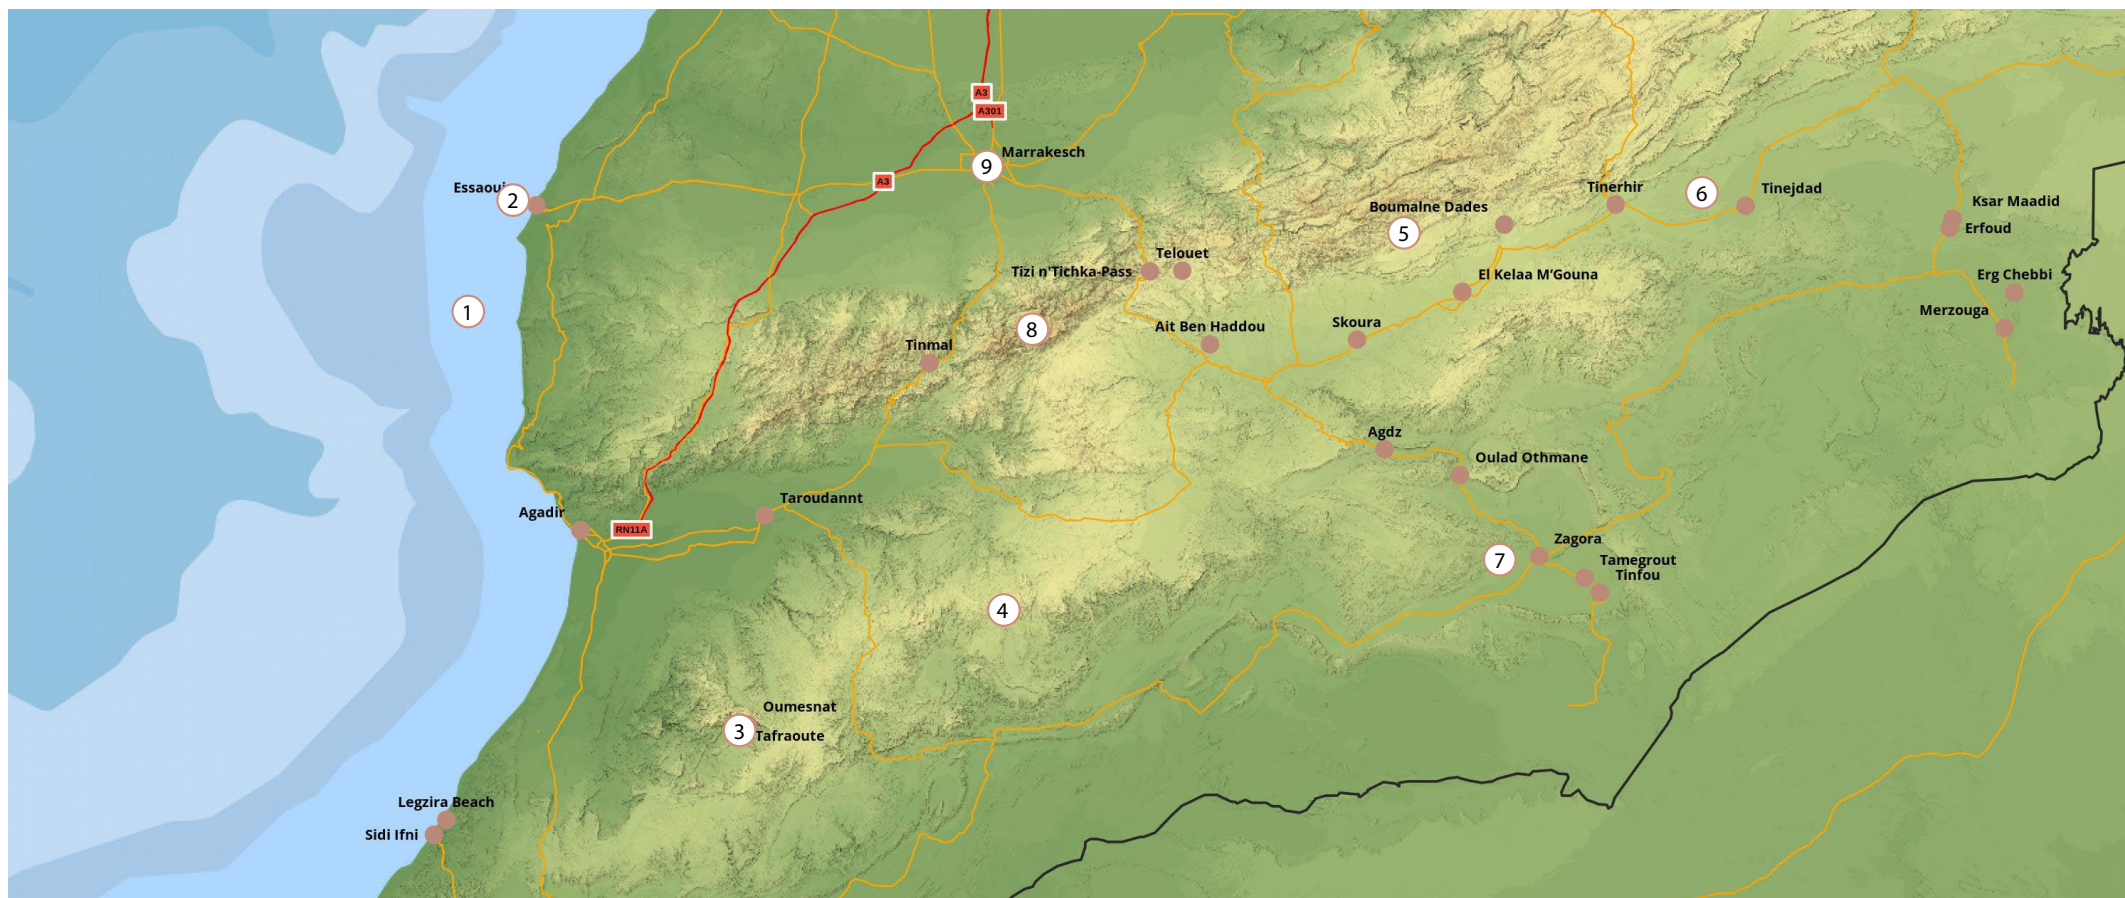 A3
A301
9 Marrakesch
A3
Essaoui
2
Tinerhir
6
Tinejdad
Boumalne Dades
5
Ksar Maadid
Erfoud
Telouet
Tizi n'Tichka-Pass
El Kelaa M'Gouna
Erg Chebbi
1
Merzouga
8
Ait Ben Haddou
Skoura
Tinmal
Agdz
Oulad Othmane
Taroudannt
Agadir
RN11A
Zagora
7
Tamegrout
Tinfou
4
Oumesnat
3 Tafraoute
Legzira Beach
Sidi Ifni